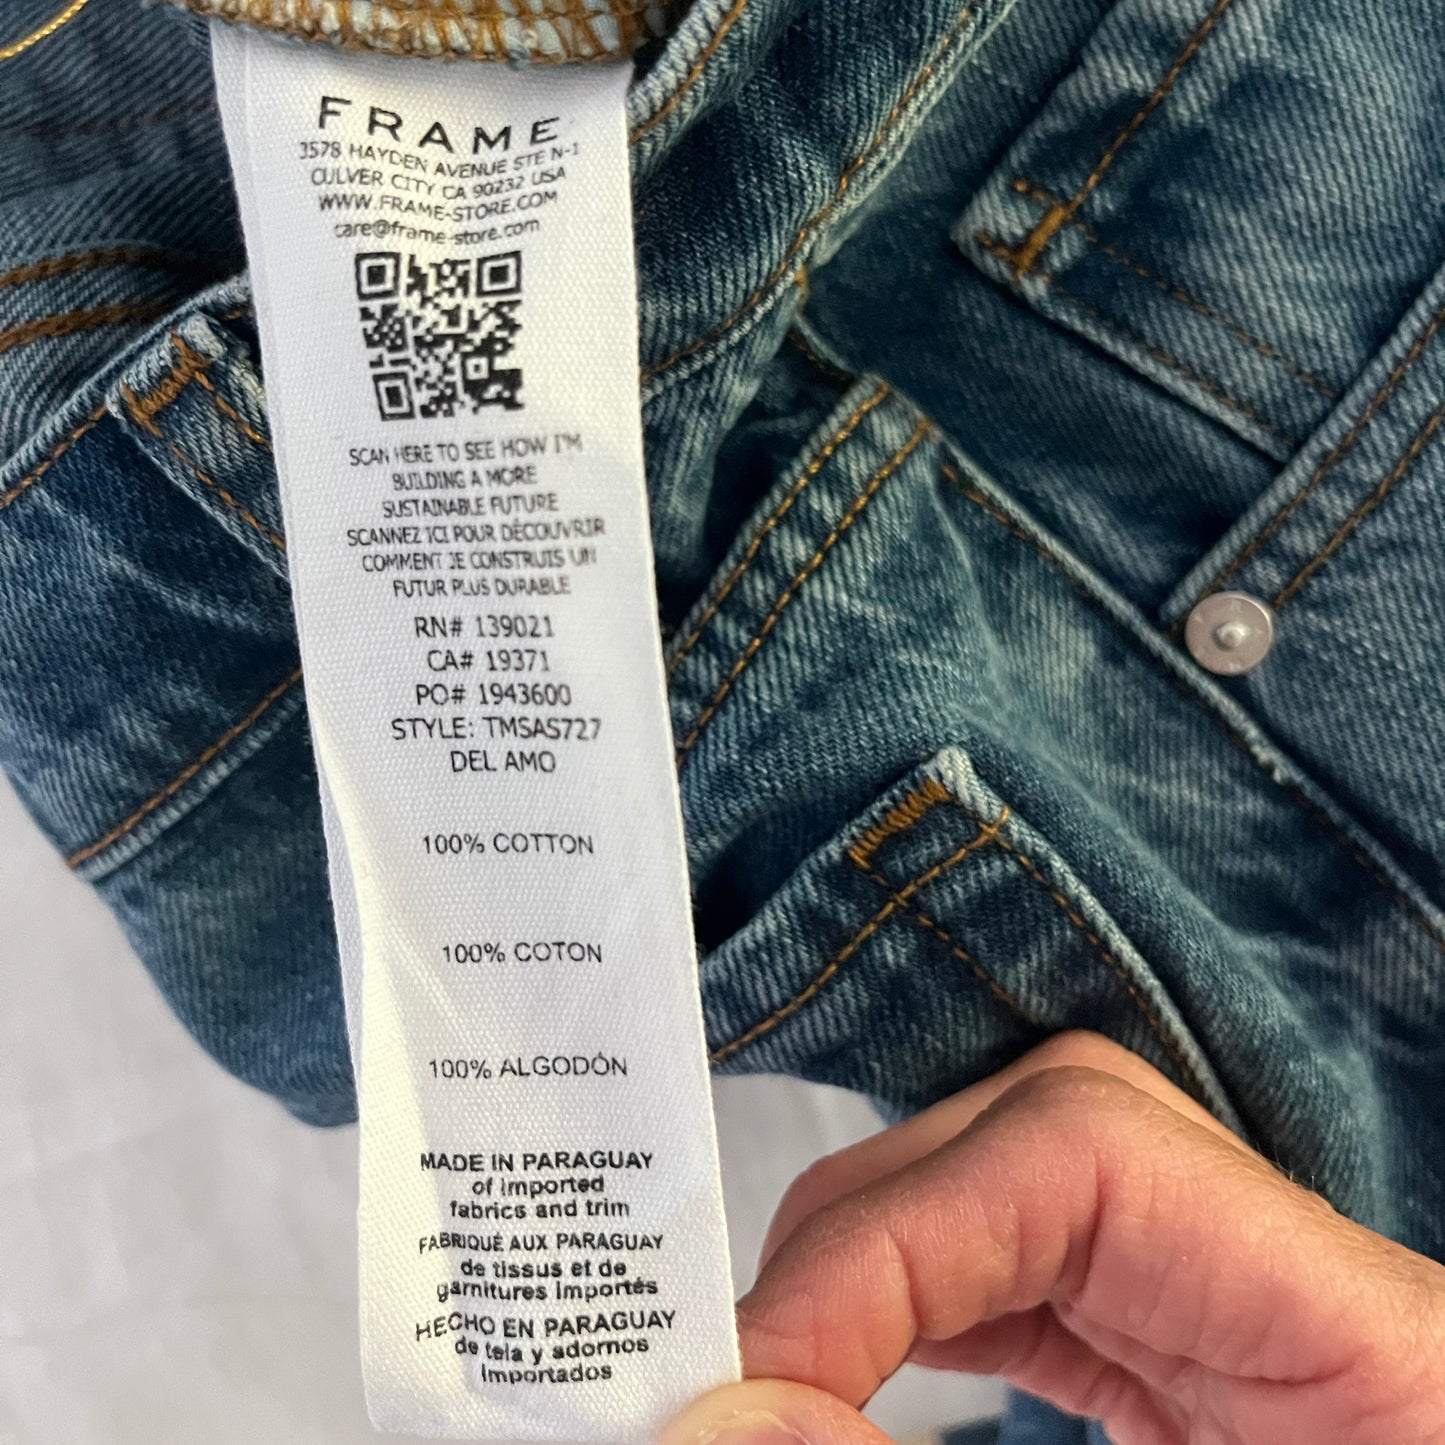 FRAME
3578 HAYDEN AVENUE STE N-1
CULVER CITY CA 90232 USA
WWW.FRAME-STORE.COM
care@frame-store.com
SCAN HERE TO SEE HOW I'M
BUILDING A MORE
SUSTAINABLE FUTURE
SCANNEZ ICI POUR DÉCOUVRIR
COMMENT JE CONSTRUIS UN
FUTUR PLUS DURABLE
RN# 139021
CA# 19371
PO# 1943600
STYLE: TMSAS727
DEL AMO
100% COTTON
100% COTON
100% ALGODÓN
MADE IN PARAGUAY
of imported
fabrics and trim
FABRIQUÉ AUX PARAGUAY
de tissus et de
garnitures importés
HECHO EN PARAGUAY
de tela y adornos
importados